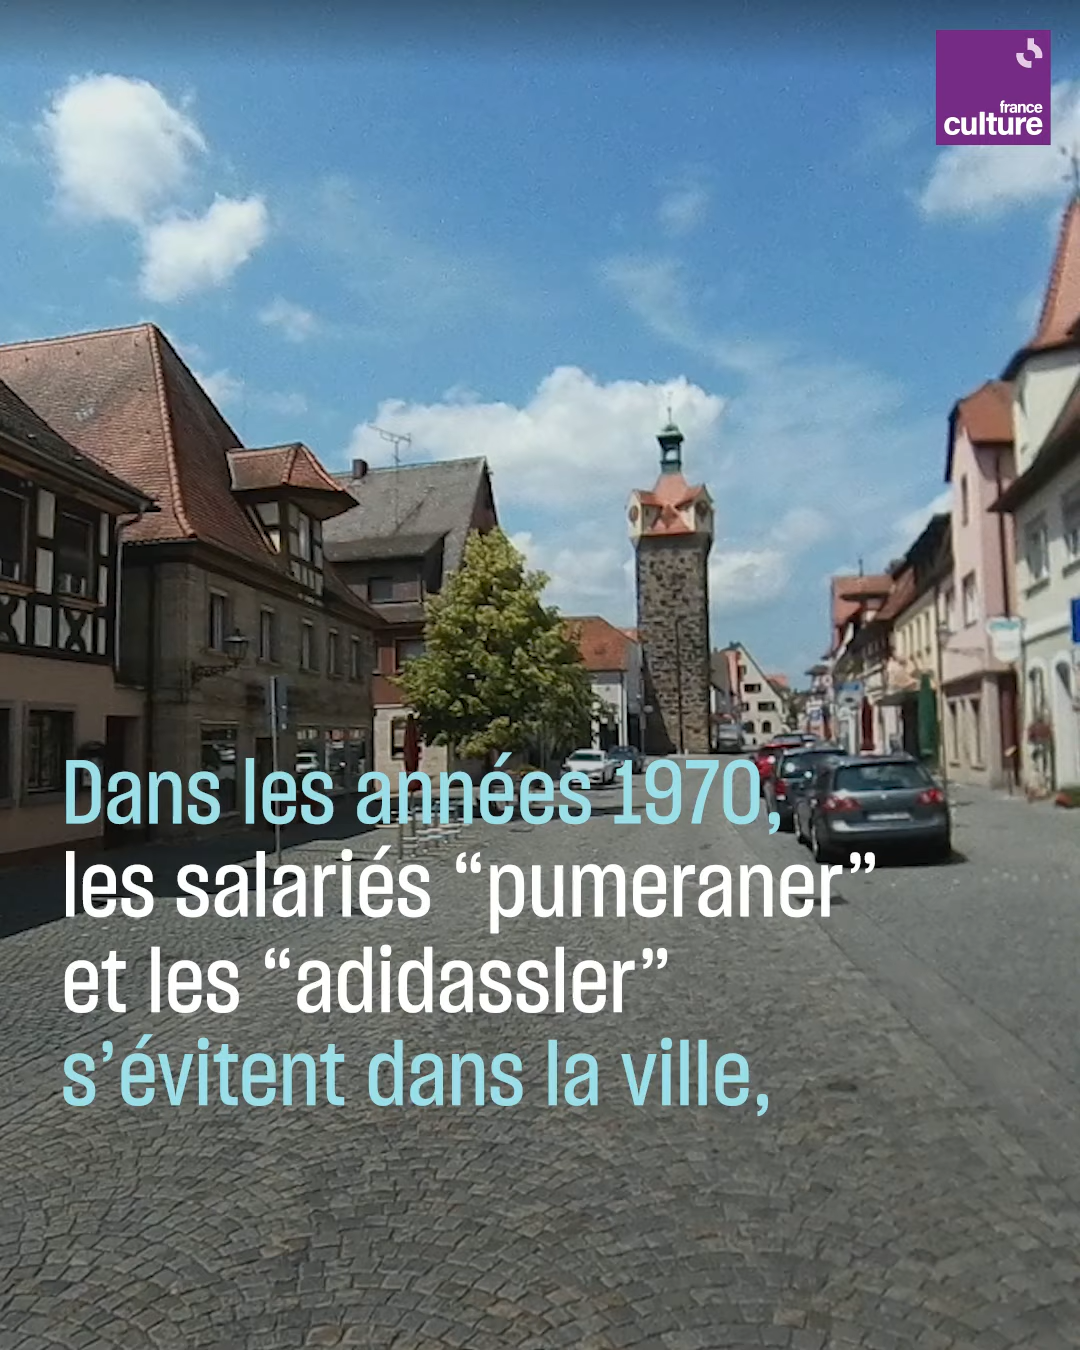 france
culture
Dans les années 1970,
les salariés “pumeraner”
et les “adidassler”
s’évitent dans la ville,